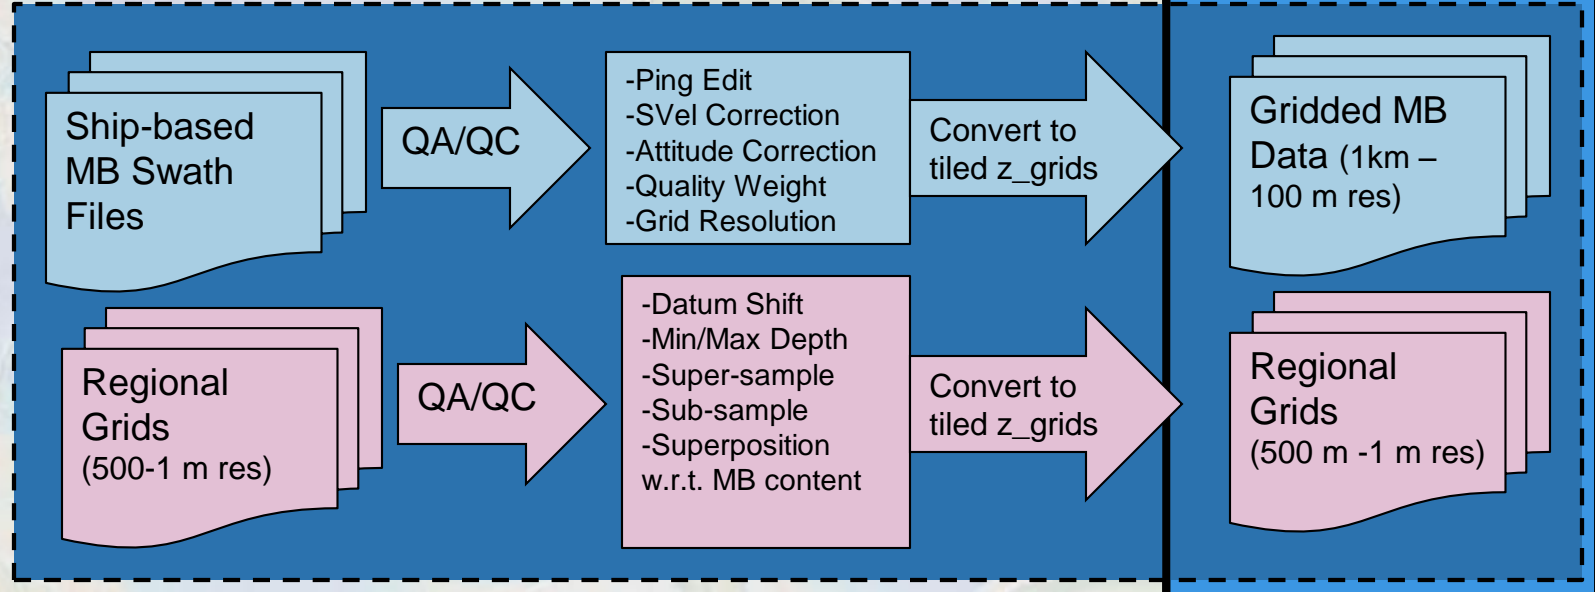 Ship-based
MB Swath
Files
QA/QC
-Ping Edit
-SVel Correction
-Attitude Correction
-Quality Weight
-Grid Resolution
Convert to
tiled z_grids
Gridded MB
Data (1km –
100 m res)
Regional
Grids
(500-1 m res)
QA/QC
-Datum Shift
-Min/Max Depth
-Super-sample
-Sub-sample
-Superposition
w.r.t. MB content
Convert to
tiled z_grids
Regional
Grids
(500 m -1 m res)